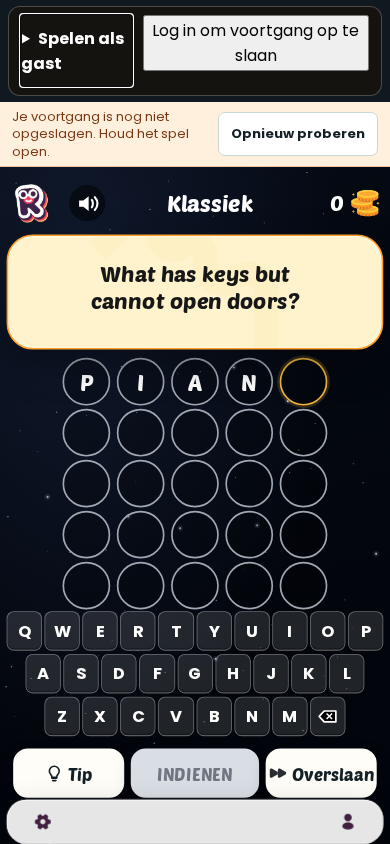 ▶ Spelen als gast
Log in om voortgang op te slaan
Je voortgang is nog niet opgeslagen. Houd het spel open.
Opnieuw proberen
Klassiek
0
What has keys but
cannot open doors?
P I A N
Q W E R T Y U I O P
A S D F G H J K L
Z X C V B N M
Tip
INDIENEN
Overslaan